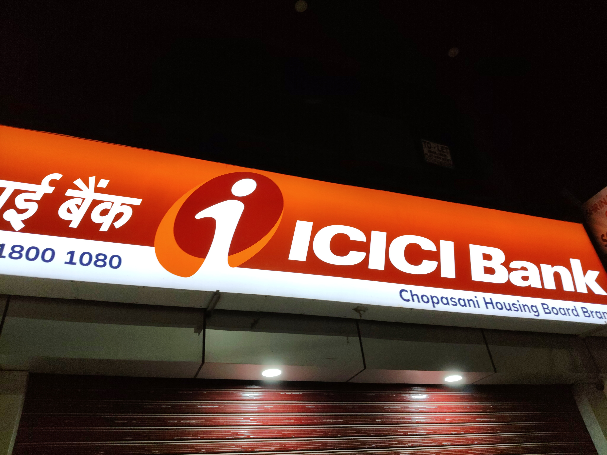 बैंक
ICICI Bank
1800 1080
Chopasani Housing Board